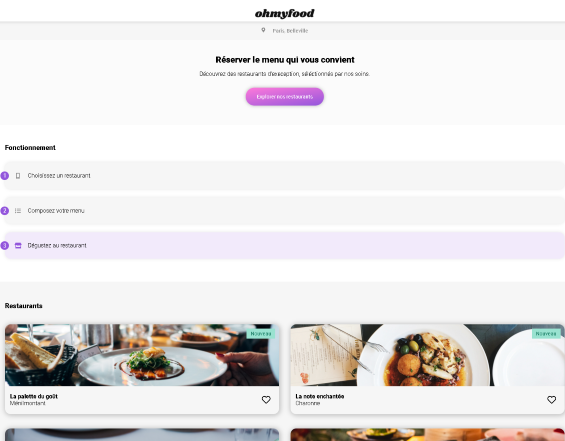 ohmyfood
Paris, Belleville
Réserver le menu qui vous convient
Découvrez des restaurants d'exception, séléctionnés par nos soins
Explorer nos restaurants
Fonctionnement
1 Choisissez un restaurant
2 Composez votre menu
3 Dégustez au restaurant
Restaurants
Nouveau
La palette du goût
Ménilmontant
Nouveau
La note enchantée
Charonne